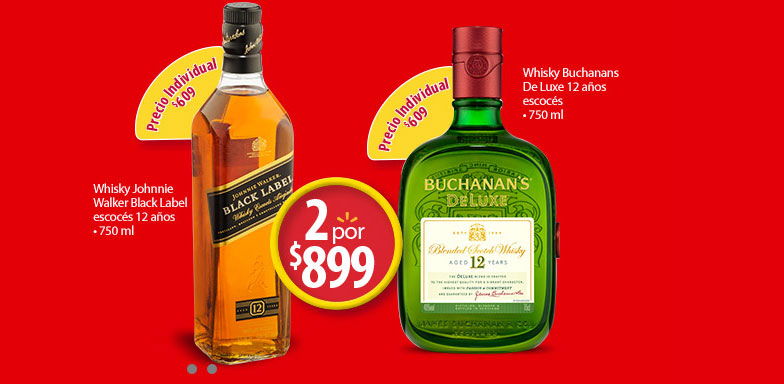 Precio Individual
$609
Whisky Johnnie
Walker Black Label
escocés 12 años
• 750 ml
JOHNNIE WALKER
BLACK LABEL
12
2 por
$899
Precio Individual
$609
BUCHANAN'S
DELUXE
Blended Scotch Whisky
AGED 12 YEARS
Whisky Buchanans
De Luxe 12 años
escocés
• 750 ml